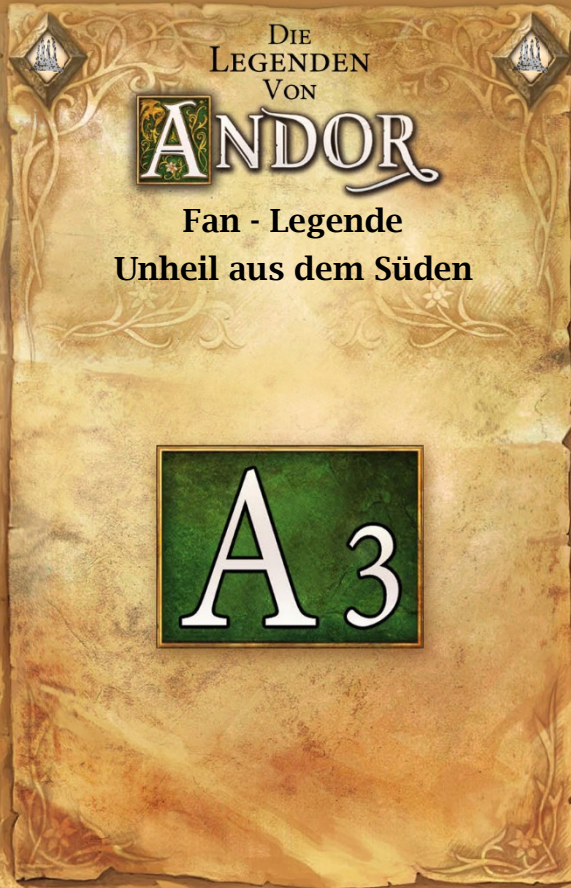 Die
Legenden
Von
Andor
Fan - Legende
Unheil aus dem Süden
A 3